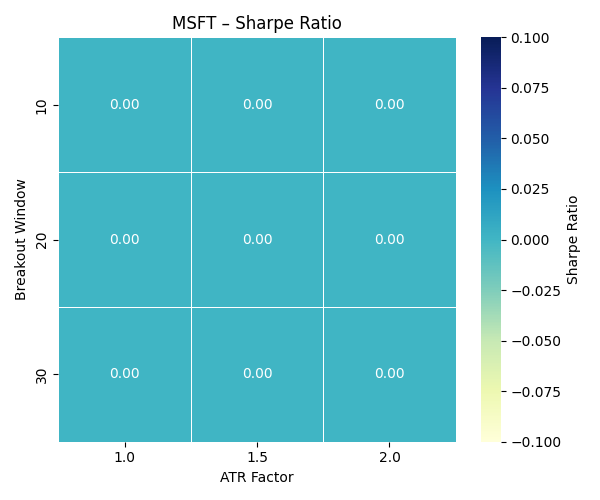 MSFT – Sharpe Ratio
Breakout Window
10
20
30
0.00 0.00 0.00
0.00 0.00 0.00
0.00 0.00 0.00
1.0 1.5 2.0
ATR Factor
0.100
0.075
0.050
0.025
0.000
−0.025
−0.050
−0.075
−0.100
Sharpe Ratio